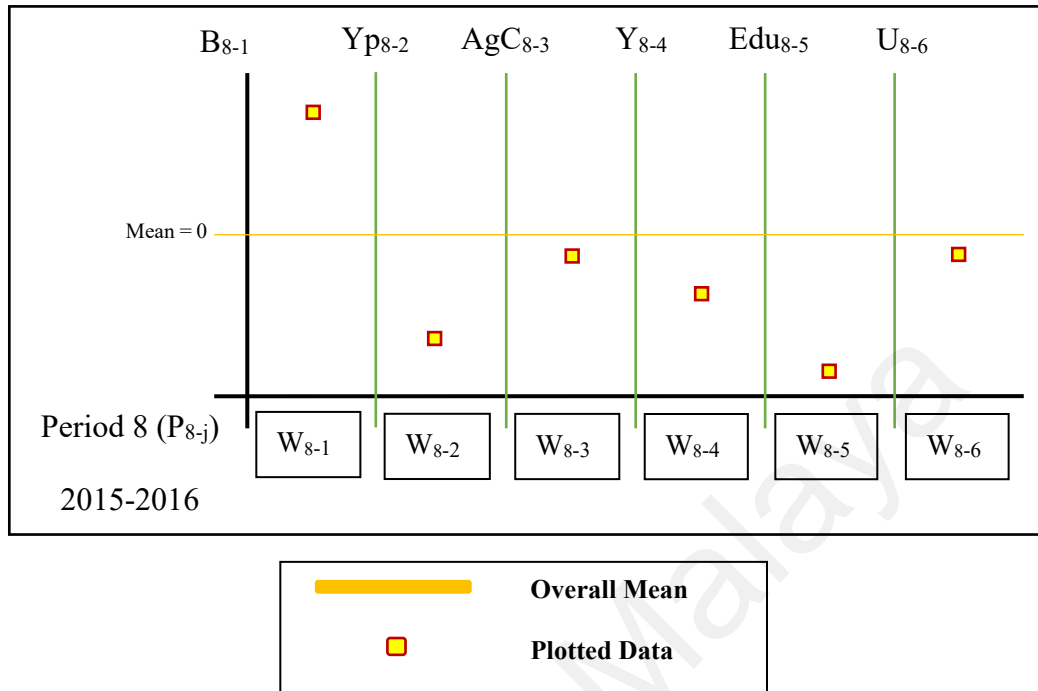 B8-1 Yp8-2 AgC8-3 Y8-4 Edu8-5 U8-6
Mean = 0
Period 8 (P8-j)
W8-1 W8-2 W8-3 W8-4 W8-5 W8-6
2015-2016
Overall Mean
Plotted Data
Malaya